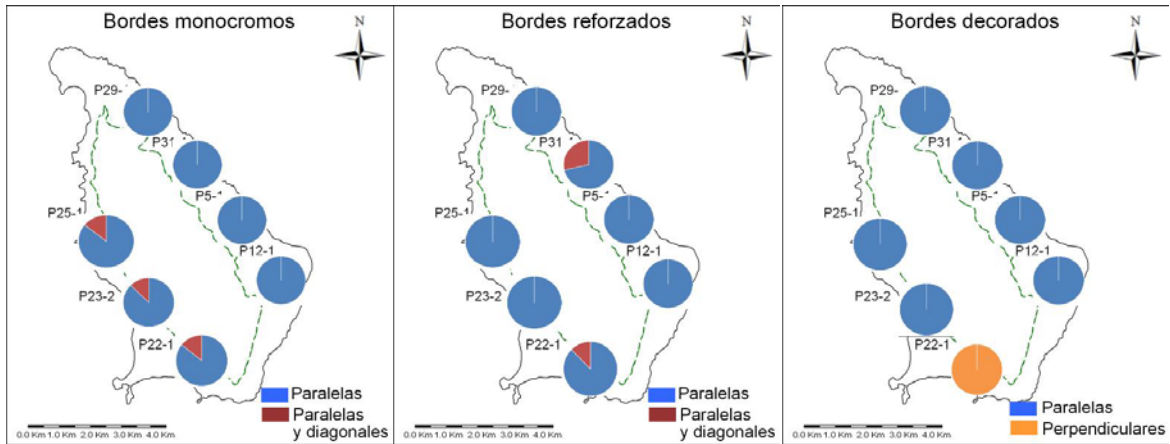 Bordes monocromos
N
P29-
P31
P5-1
P25-1
P12-1
P23-2
P22-1
Paralelas
Paralelas
y diagonales
0.0 Km 1.0 Km 2.0 Km 3.0 Km 4.0 Km
Bordes reforzados
N
P29-
P31
P5-1
P25-1
P12-1
P23-2
P22-1
Paralelas
Paralelas
y diagonales
0.0 Km 1.0 Km 2.0 Km 3.0 Km 4.0 Km
Bordes decorados
N
P29-
P31
P5-1
P25-1
P12-1
P23-2
P22-1
Paralelas
Perpendiculares
0.0 Km 1.0 Km 2.0 Km 3.0 Km 4.0 Km